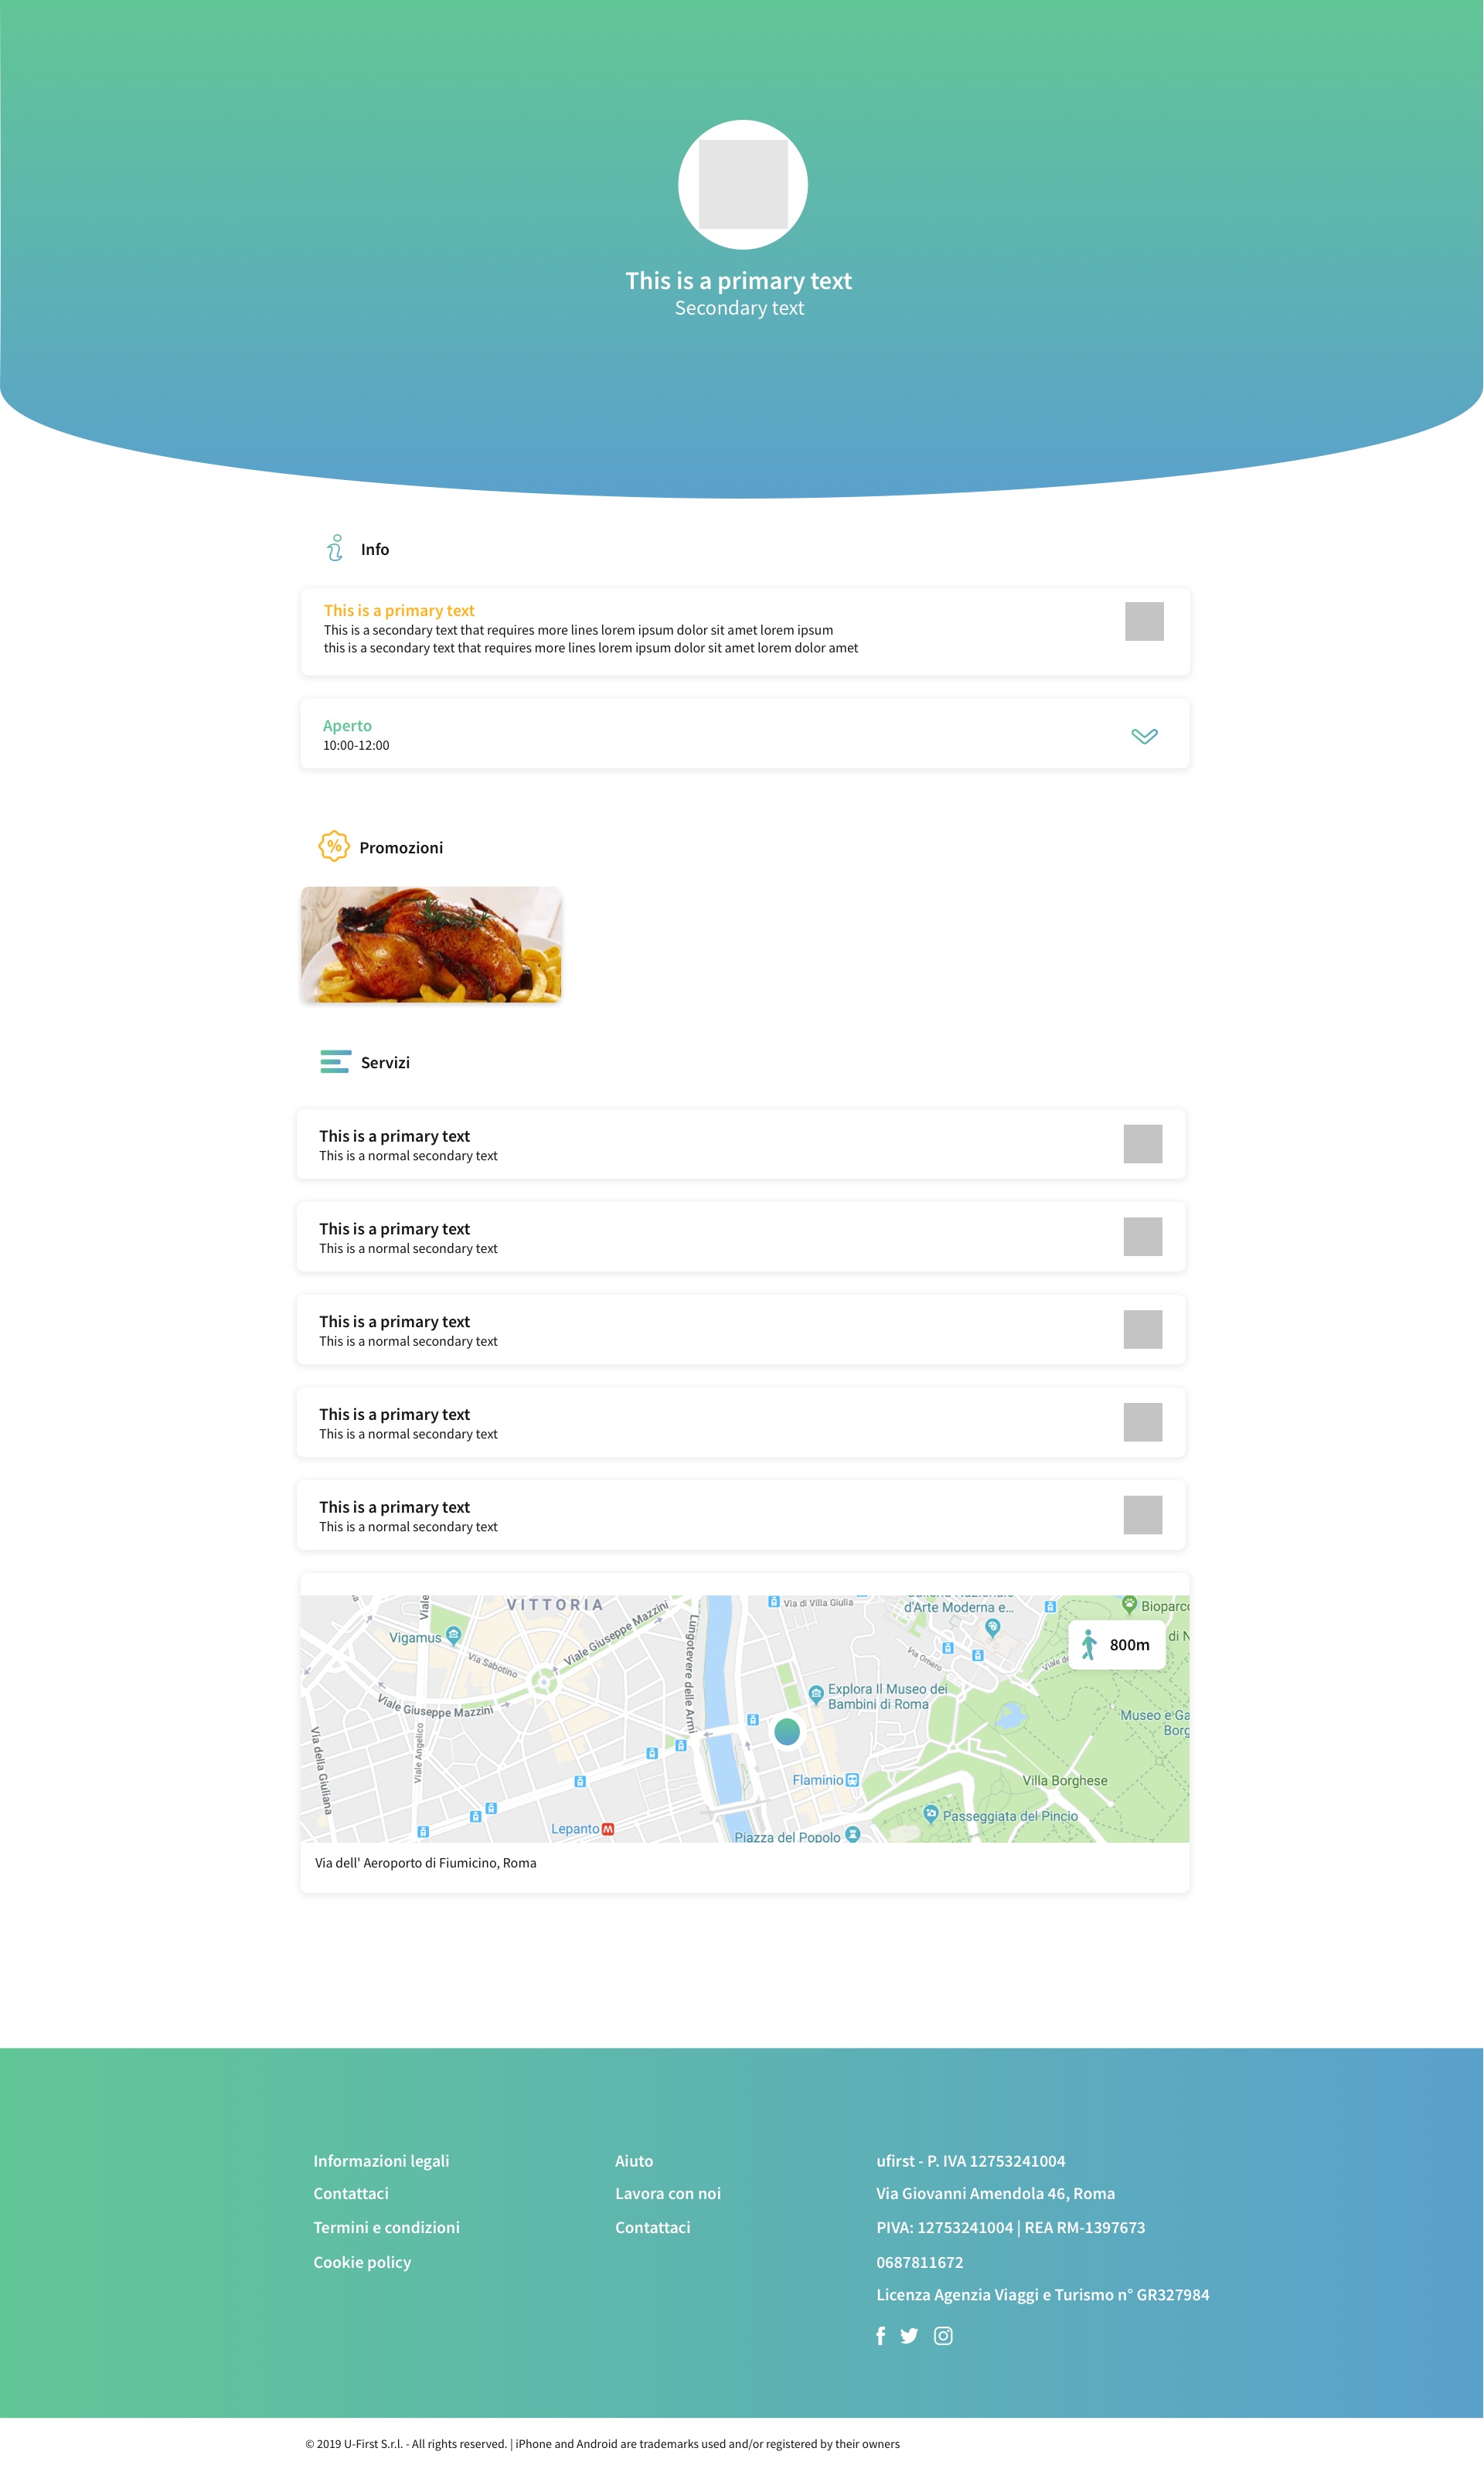 This is a primary text
Secondary text
Info
This is a primary text
This is a secondary text that requires more lines lorem ipsum dolor sit amet lorem ipsum
this is a secondary text that requires more lines lorem ipsum dolor sit amet lorem dolor amet
Aperto
10:00-12:00
%
Promozioni
Servizi
This is a primary text
This is a normal secondary text
This is a primary text
This is a normal secondary text
This is a primary text
This is a normal secondary text
This is a primary text
This is a normal secondary text
This is a primary text
This is a normal secondary text
VITTORIA
Viale
Vigamus
Via Sabotino
Viale Giuseppe Mazzini
Viale Giuseppe Mazzini
Viale Angelico
Via della Giuliana
Lungotevere delle Armi
Via di Villa Giulia
d'Arte Moderna e...
Via Omero
Bioparco
di N
800m
Explora Il Museo dei
Bambini di Roma
Museo e Ga
Borg
Flaminio
Villa Borghese
Passeggiata del Pincio
Lepanto
M
Piazza del Popolo
Via dell' Aeroporto di Fiumicino, Roma
Informazioni legali
Contattaci
Termini e condizioni
Cookie policy
Aiuto
Lavora con noi
Contattaci
ufirst - P. IVA 12753241004
Via Giovanni Amendola 46, Roma
PIVA: 12753241004 | REA RM-1397673
0687811672
Licenza Agenzia Viaggi e Turismo n° GR327984
© 2019 U-First S.r.l. - All rights reserved. | iPhone and Android are trademarks used and/or registered by their owners